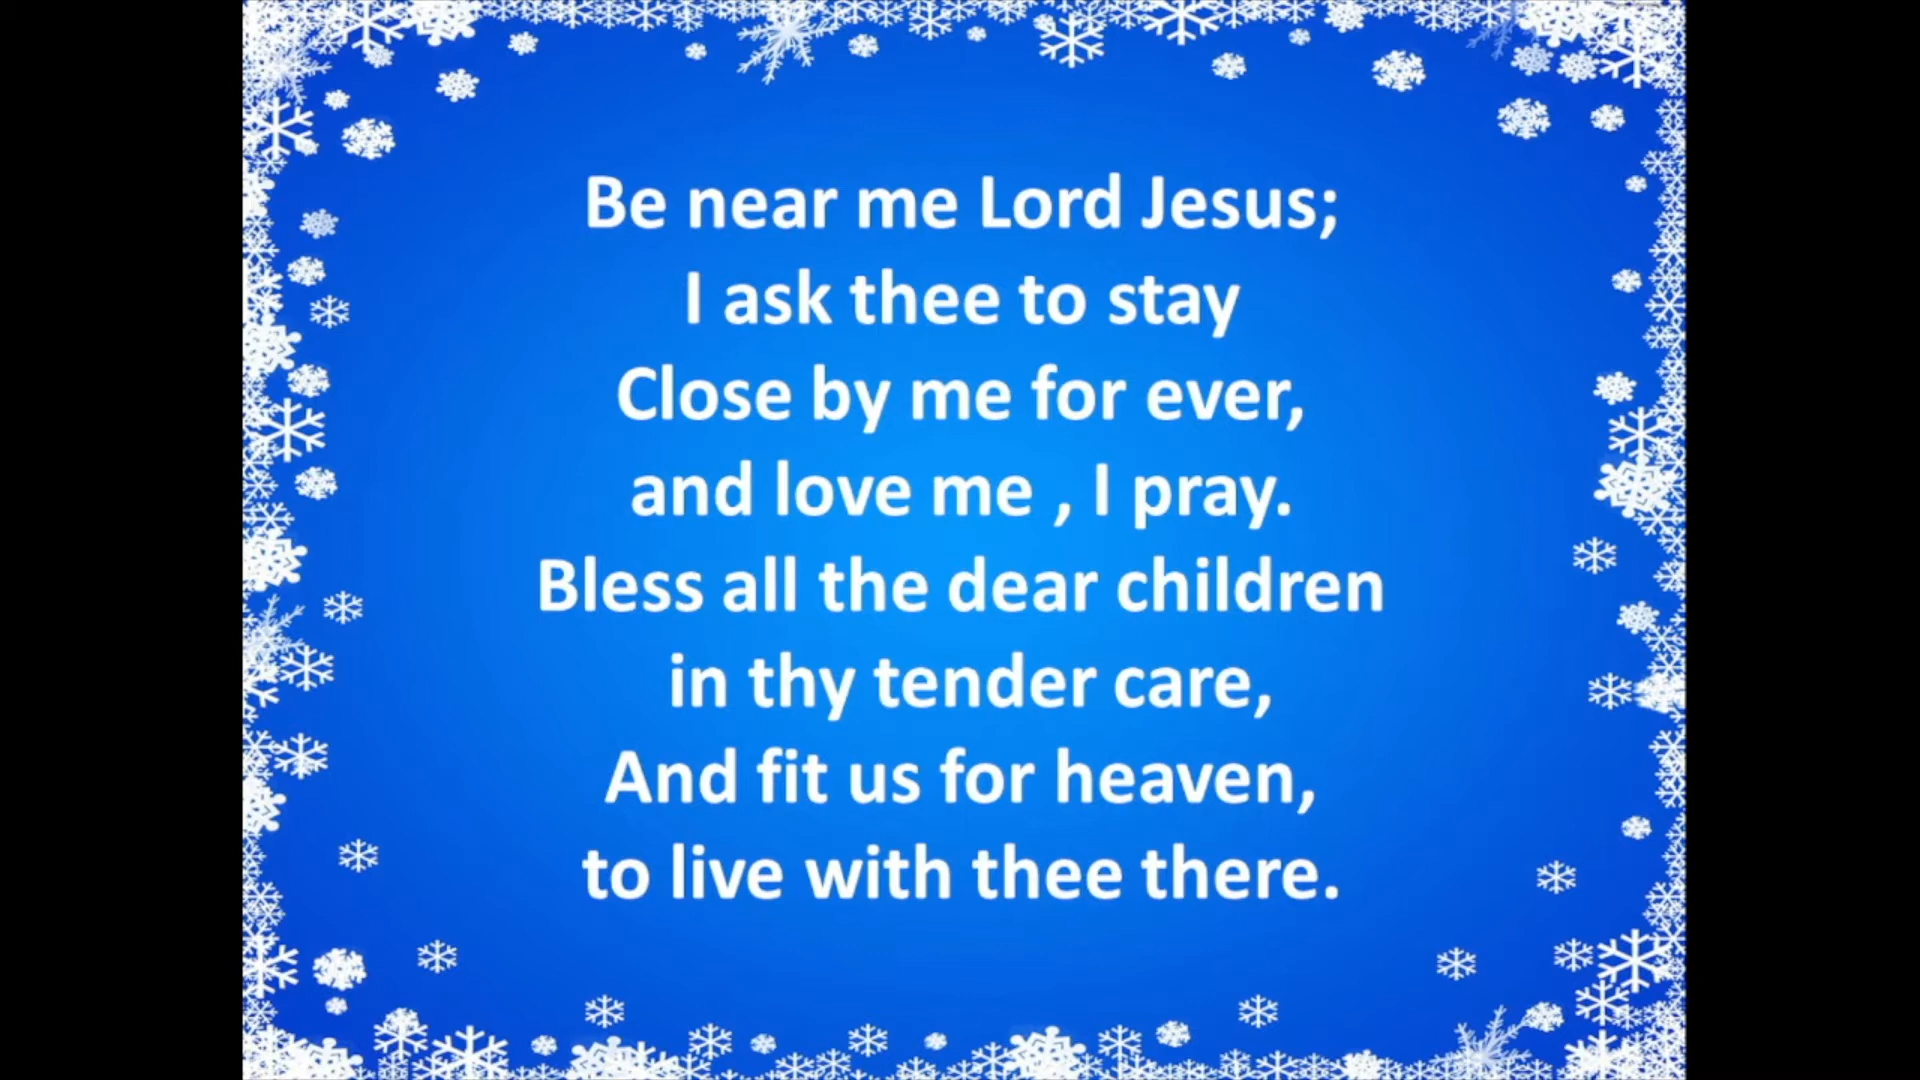 Be near me Lord Jesus;
I ask thee to stay
Close by me for ever,
and love me , I pray.
Bless all the dear children
in thy tender care,
And fit us for heaven,
to live with thee there.